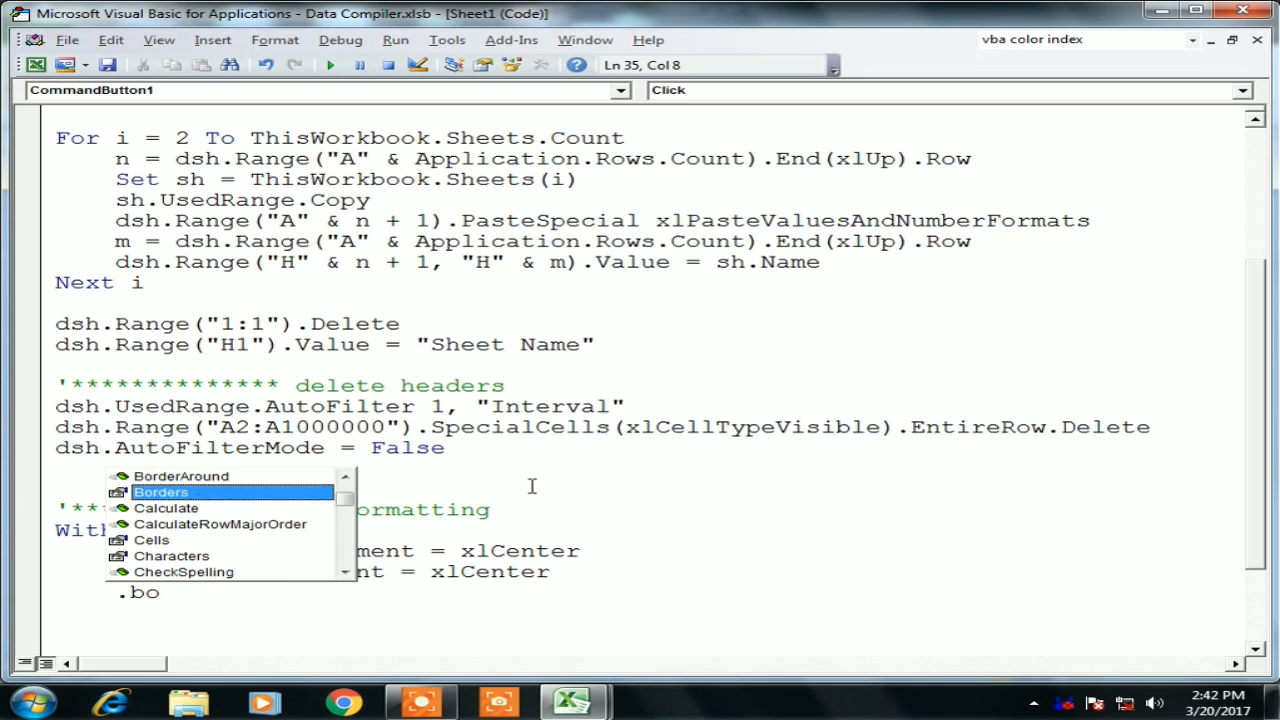 Microsoft Visual Basic for Applications - Data Compiler.xlsb - [Sheet1 (Code)]
File Edit View Insert Format Debug Run Tools Add-Ins Window Help vba color index
Ln 35, Col 8
CommandButton1 Click
For i = 2 To ThisWorkbook.Sheets.Count
n = dsh.Range("A" & Application.Rows.Count).End(xlUp).Row
Set sh = ThisWorkbook.Sheets(i)
sh.UsedRange.Copy
dsh.Range("A" & n + 1).PasteSpecial xlPasteValuesAndNumberFormats
m = dsh.Range("A" & Application.Rows.Count).End(xlUp).Row
dsh.Range("H" & n + 1, "H" & m).Value = sh.Name
Next i
dsh.Range("1:1").Delete
dsh.Range("H1").Value = "Sheet Name"
'************** delete headers
dsh.UsedRange.AutoFilter 1, "Interval"
dsh.Range("A2:A1000000").SpecialCells(xlCellTypeVisible).EntireRow.Delete
dsh.AutoFilterMode = False
BorderAround
Borders
Calculate
CalculateRowMajorOrder
Cells
Characters
CheckSpelling
'** ormatting
With
ment = xlCenter
nt = xlCenter
.bo
2:42 PM
3/20/2017